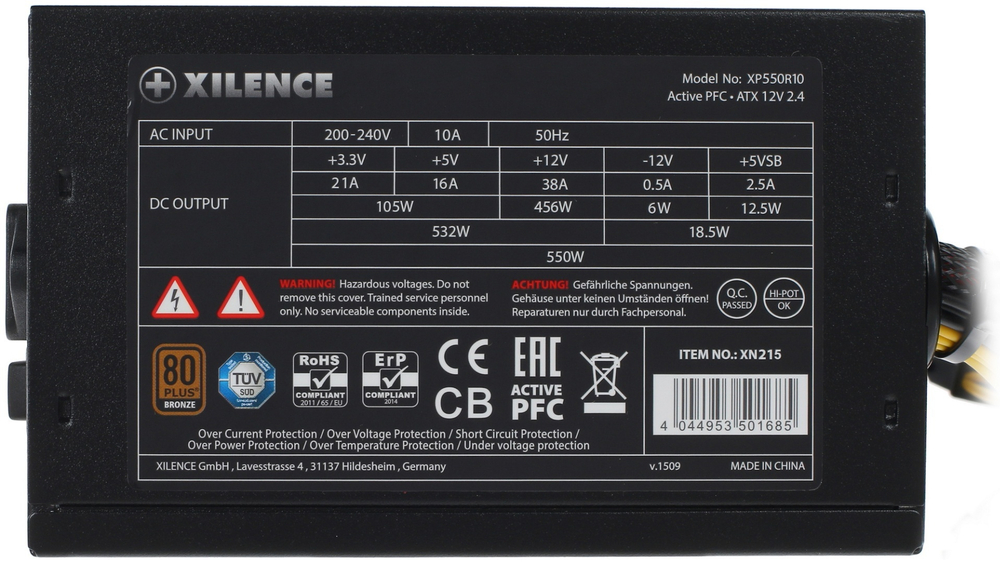 XILENCE
Model No: XP550R10
Active PFC • ATX 12V 2.4
AC INPUT 200-240V 10A 50Hz
DC OUTPUT
+3.3V +5V +12V -12V +5VSB
21A 16A 38A 0.5A 2.5A
105W 456W 6W 12.5W
532W 18.5W
550W
WARNING! Hazardous voltages. Do not
remove this cover. Trained service personnel
only. No serviceable components inside.
ACHTUNG! Gefährliche Spannungen.
Gehäuse unter keinen Umständen öffnen!
Reparaturen nur durch Fachpersonal.
Q.C.
PASSED
HI-POT
OK
80
PLUS
BRONZE
TÜV
SÜD
RoHS
COMPLIANT
2011/65/EU
ErP
COMPLIANT
2014
CE
CB
EAC
ACTIVE
PFC
ITEM NO.: XN215
4 044953 501685
Over Current Protection / Over Voltage Protection / Short Circuit Protection /
Over Power Protection / Over Temperature Protection / Under voltage protection
XILENCE GmbH , Lavesstrasse 4 , 31137 Hildesheim , Germany
v.1509
MADE IN CHINA